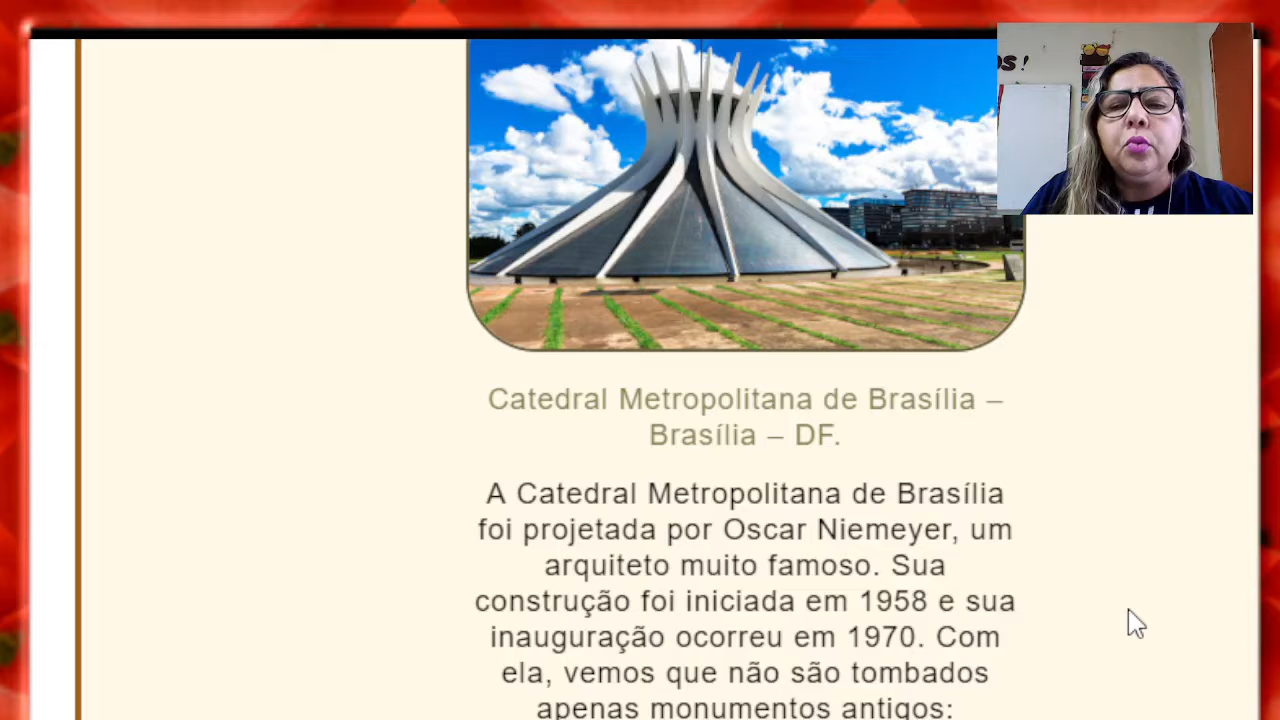 OS!
Catedral Metropolitana de Brasília –
Brasília – DF.
A Catedral Metropolitana de Brasília
foi projetada por Oscar Niemeyer, um
arquiteto muito famoso. Sua
construção foi iniciada em 1958 e sua
inauguração ocorreu em 1970. Com
ela, vemos que não são tombados
apenas monumentos antigos: